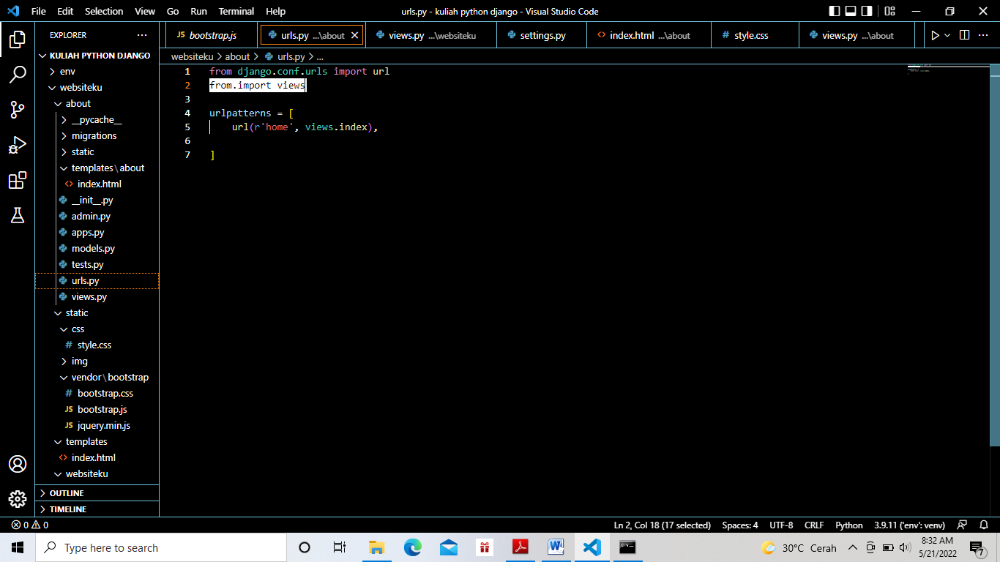 File Edit Selection View Go Run Terminal Help urls.py - kuliah python django - Visual Studio Code
EXPLORER
KULIAH PYTHON DJANGO
env
websiteku
about
__pycache__
migrations
static
templates\about
index.html
__init__.py
admin.py
apps.py
models.py
tests.py
urls.py
views.py
static
css
style.css
img
vendor\bootstrap
bootstrap.css
bootstrap.js
jquery.min.js
templates
index.html
websiteku
OUTLINE
TIMELINE
bootstrap.js urls.py ...\about views.py ...\websiteku settings.py index.html ...\about style.css views.py ...\about
websiteku > about > urls.py > ...
1 from django.conf.urls import url
2 from.import views
3
4 urlpatterns = [
5 url(r'home', views.index),
6
7 ]
0 0 Ln 2, Col 18 (17 selected) Spaces: 4 UTF-8 CRLF Python 3.9.11 ('env': venv)
Type here to search 30°C Cerah 8:32 AM
5/21/2022 7